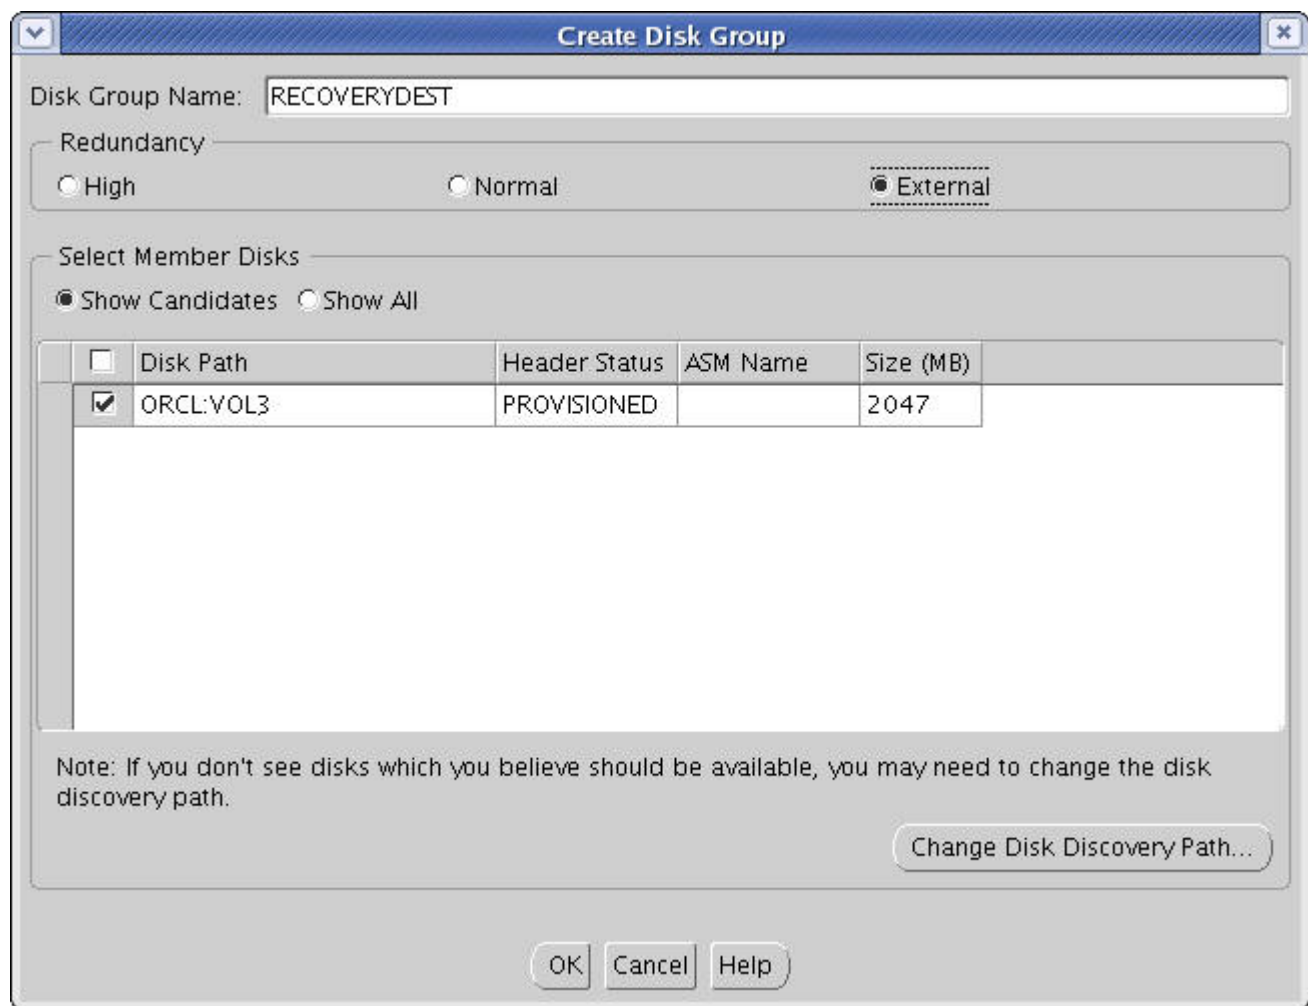 Create Disk Group
Disk Group Name: RECOVERYDEST
Redundancy
High Normal External
Select Member Disks
Show Candidates Show All
Disk Path Header Status ASM Name Size (MB)
ORCL:VOL3 PROVISIONED 2047
Note: If you don't see disks which you believe should be available, you may need to change the disk
discovery path.
Change Disk Discovery Path...
OK Cancel Help